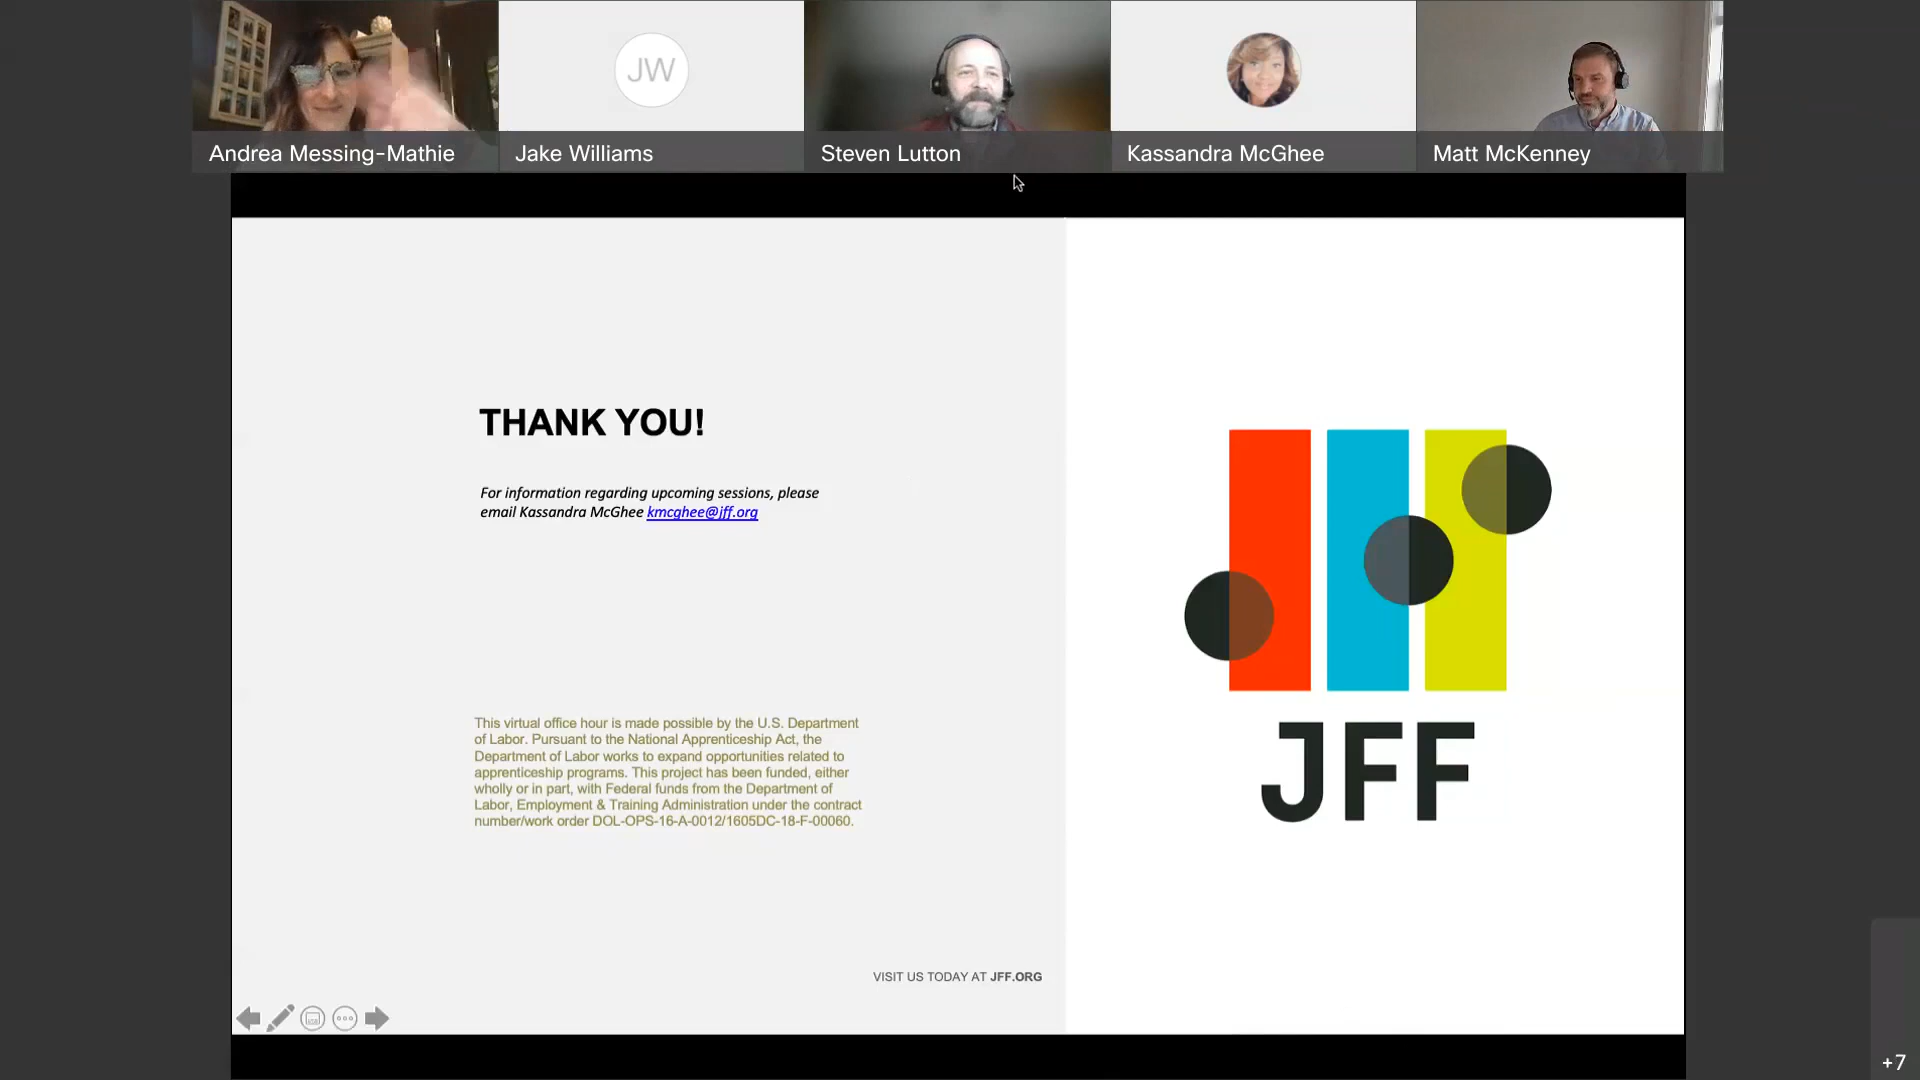 JW
Andrea Messing-Mathie
Jake Williams
Steven Lutton
Kassandra McGhee
Matt McKenney
THANK YOU!
For information regarding upcoming sessions, please
email Kassandra McGhee kmcghee@jff.org
This virtual office hour is made possible by the U.S. Department
of Labor. Pursuant to the National Apprenticeship Act, the
Department of Labor works to expand opportunities related to
apprenticeship programs. This project has been funded, either
wholly or in part, with Federal funds from the Department of
Labor, Employment & Training Administration under the contract
number/work order DOL-OPS-16-A-0012/1605DC-18-F-00060.
JFF
VISIT US TODAY AT JFF.ORG
+7